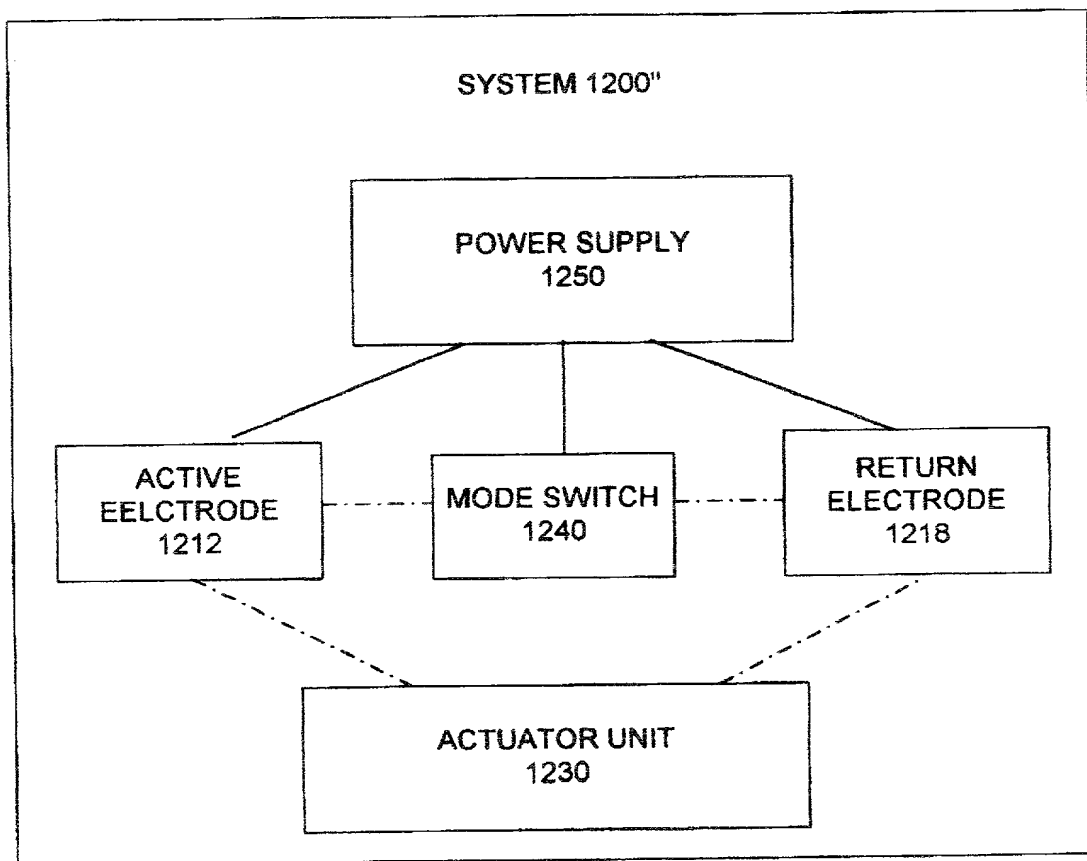 SYSTEM 1200"
POWER SUPPLY
1250
ACTIVE
EELCTRODE
1212
MODE SWITCH
1240
RETURN
ELECTRODE
1218
ACTUATOR UNIT
1230